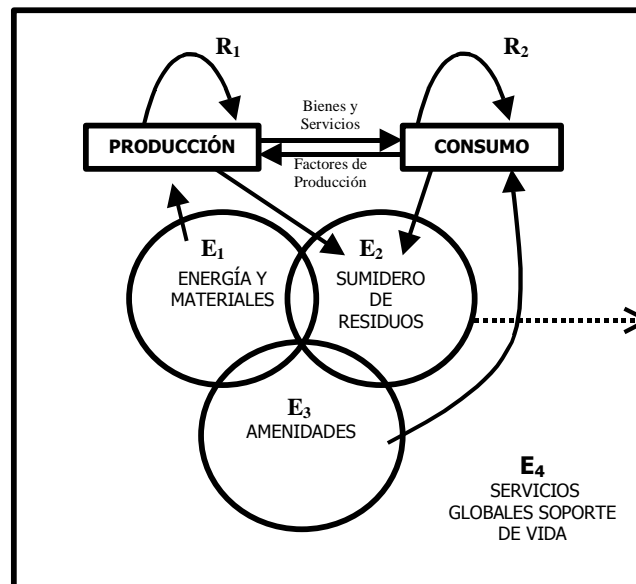 R₁
R₂
Bienes y
Servicios
PRODUCCIÓN
CONSUMO
Factores de
Producción
E₁
ENERGÍA Y
MATERIALES
E₂
SUMIDERO
DE
RESIDUOS
E₃
AMENIDADES
E₄
SERVICIOS
GLOBALES SOPORTE
DE VIDA